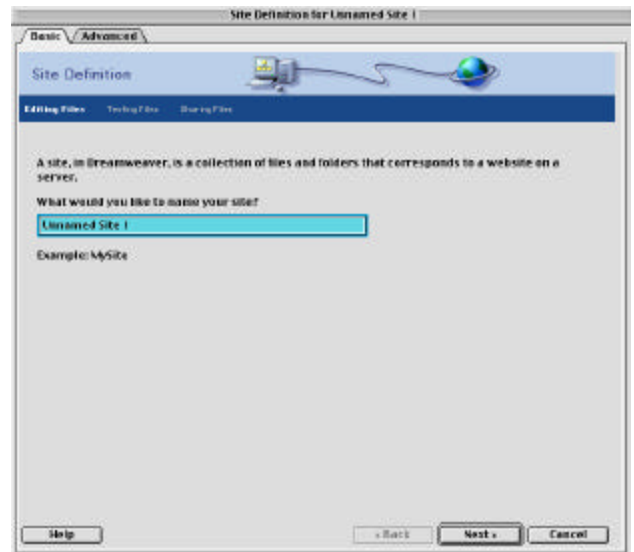 Site Definition for Unnamed Site 1
Basic Advanced
Site Definition
Editing Files Testing Files Sharing Files
A site, in Dreamweaver, is a collection of files and folders that corresponds to a website on a
server.
What would you like to name your site?
Unnamed Site 1
Example: MySite
Help < Back Next > Cancel